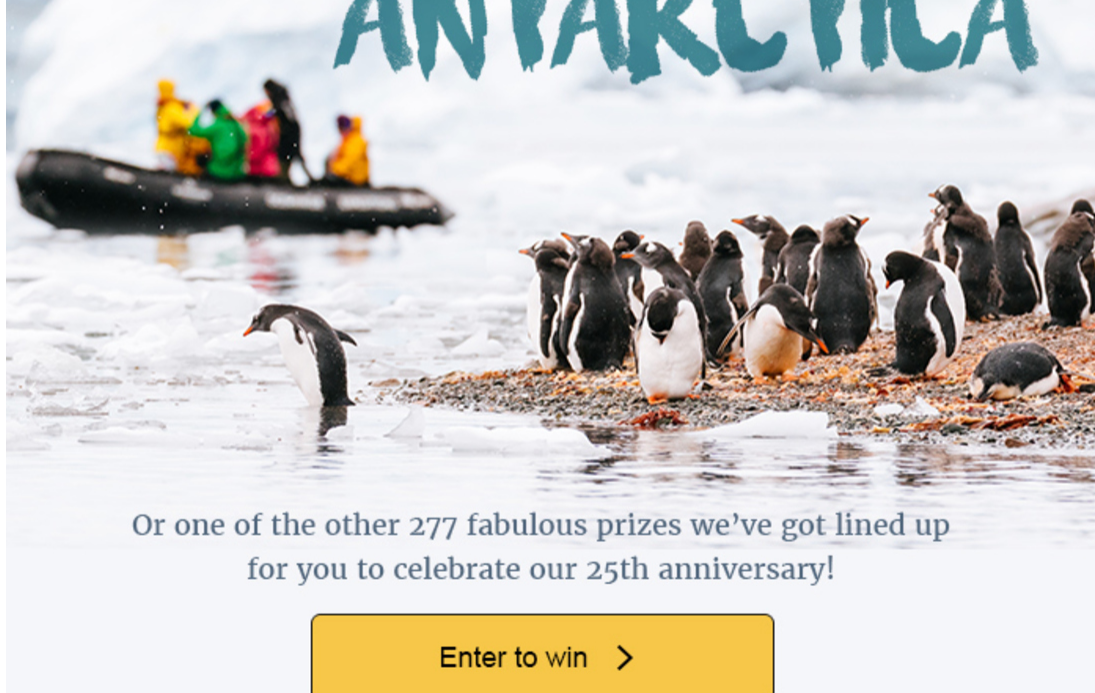 ANTARCTICA
Or one of the other 277 fabulous prizes we’ve got lined up
for you to celebrate our 25th anniversary!
Enter to win